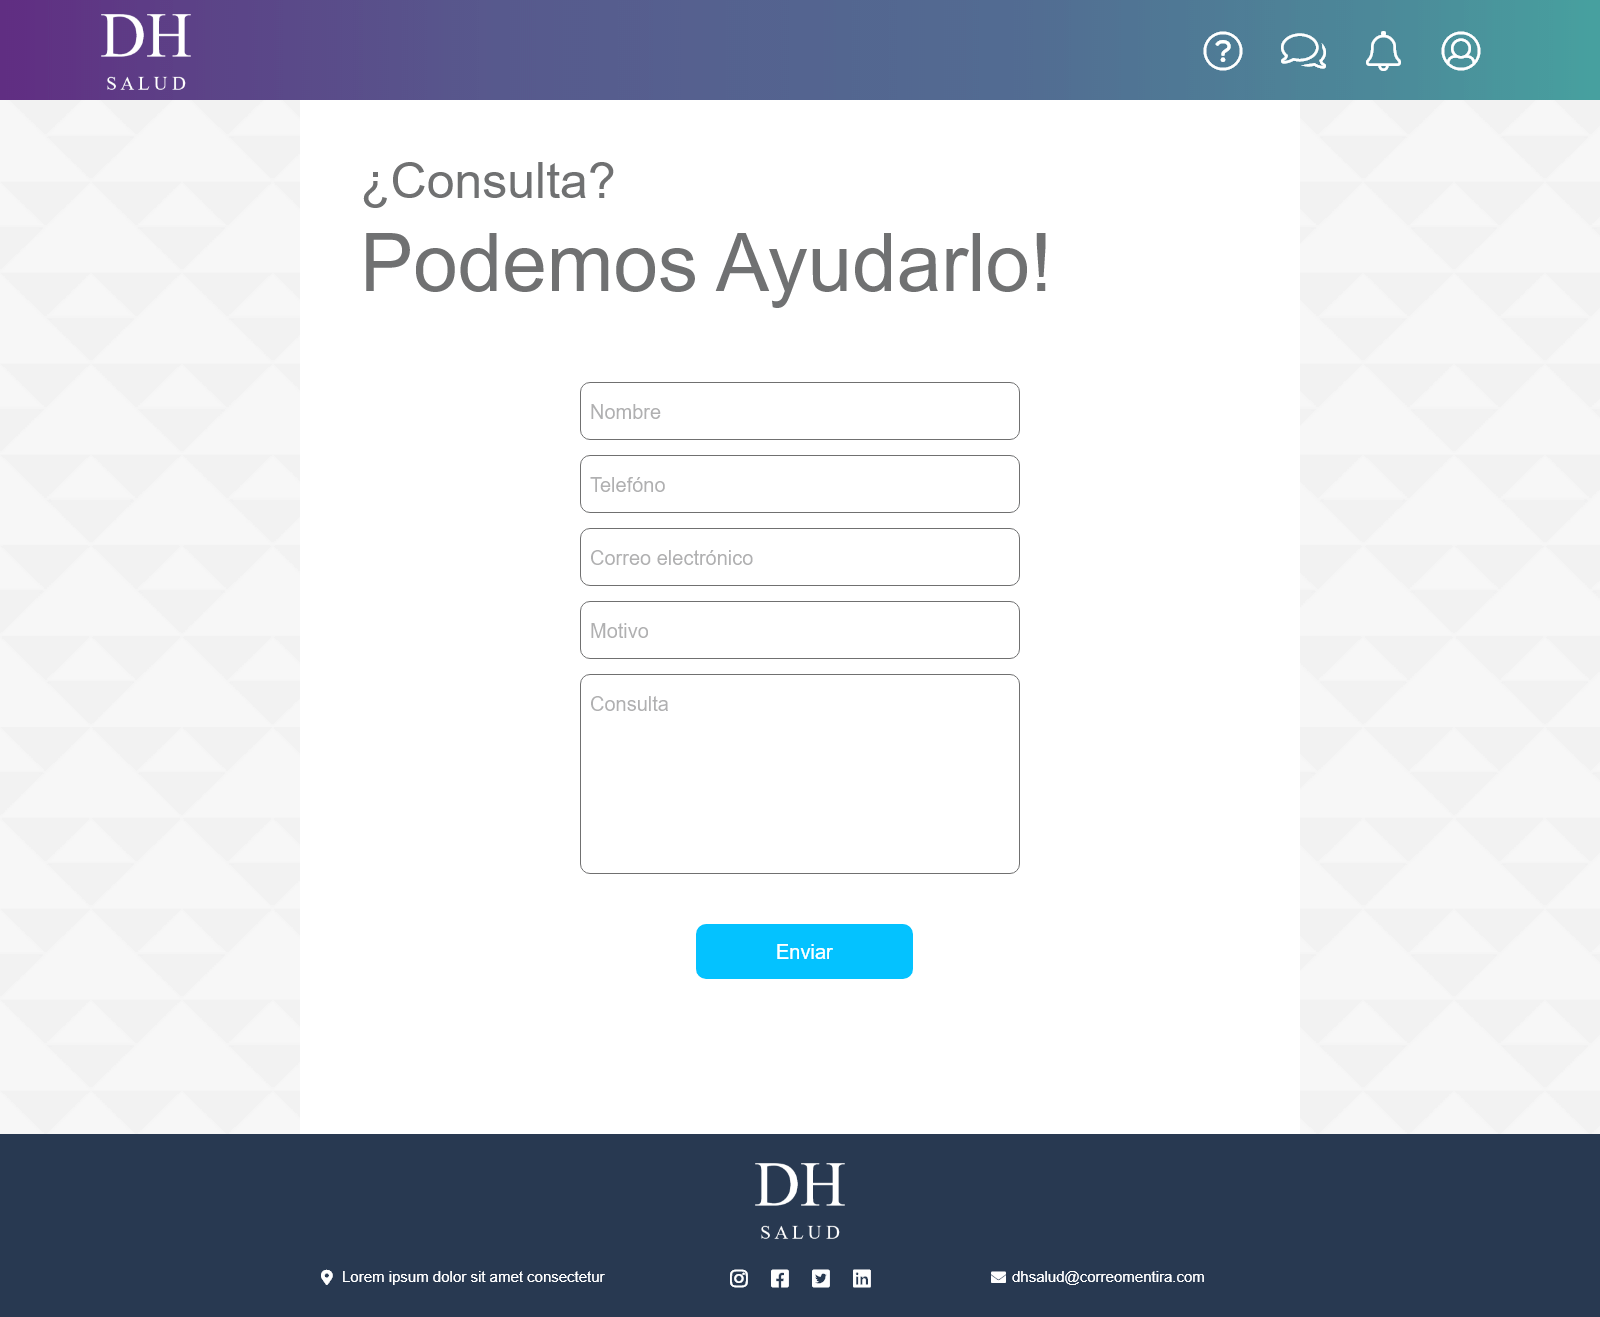 DH
SALUD
¿Consulta?
Podemos Ayudarlo!
Nombre
Telefóno
Correo electrónico
Motivo
Consulta
Enviar
DH
SALUD
Lorem ipsum dolor sit amet consectetur
dhsalud@correomentira.com